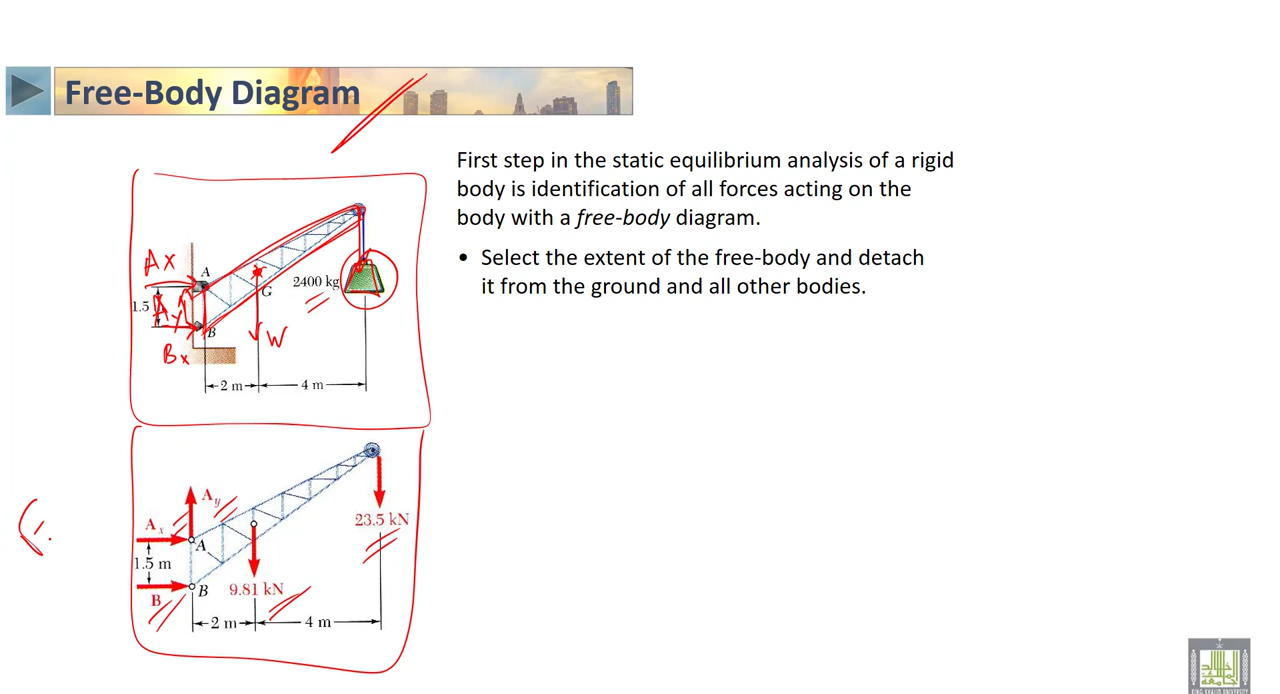 Free-Body Diagram
First step in the static equilibrium analysis of a rigid
body is identification of all forces acting on the
body with a free-body diagram.
• Select the extent of the free-body and detach
it from the ground and all other bodies.
Ax
A
2400 kg
G
1.5
Ay
B
W
Bx
2 m
4 m
Ay
Ax
A
23.5 kN
1.5 m
B
B
9.81 kN
2 m
4 m
KING KHALID UNIVERSITY